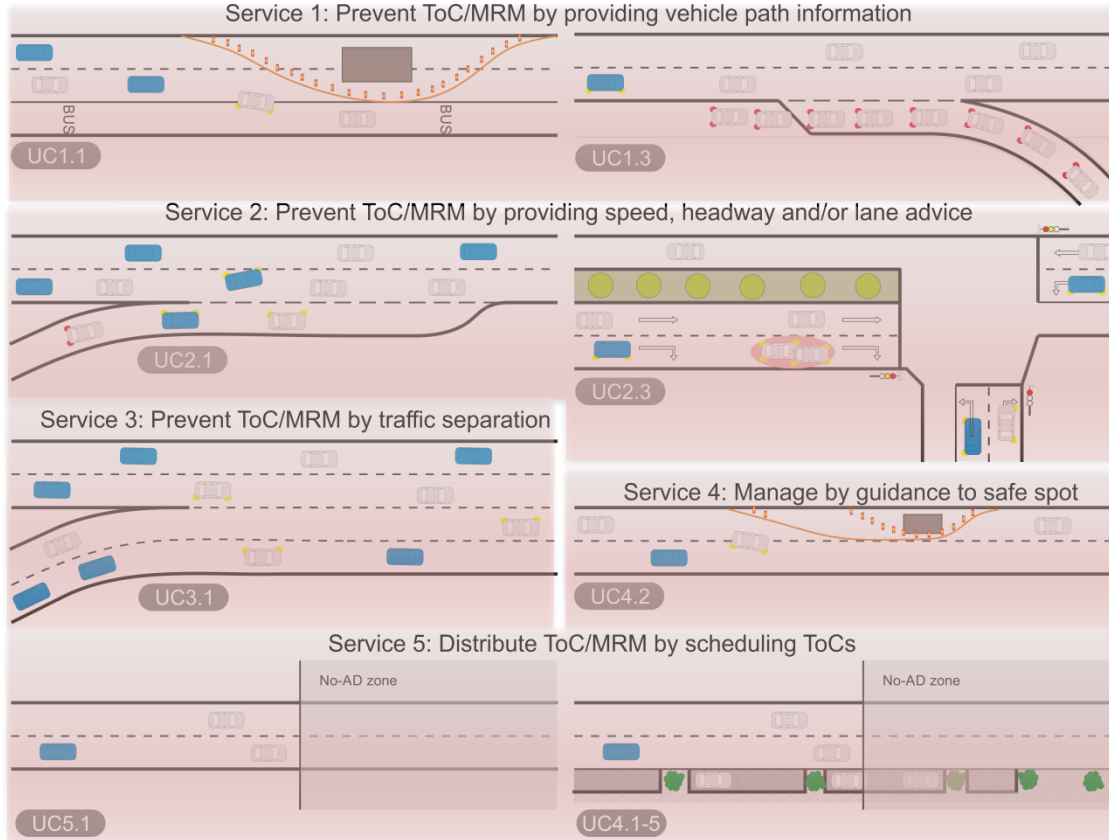 Service 1: Prevent ToC/MRM by providing vehicle path information
BUS
BUS
UC1.1
UC1.3
Service 2: Prevent ToC/MRM by providing speed, headway and/or lane advice
UC2.1
UC2.3
Service 3: Prevent ToC/MRM by traffic separation
UC3.1
Service 4: Manage by guidance to safe spot
UC4.2
Service 5: Distribute ToC/MRM by scheduling ToCs
No-AD zone
No-AD zone
UC5.1
UC4.1-5